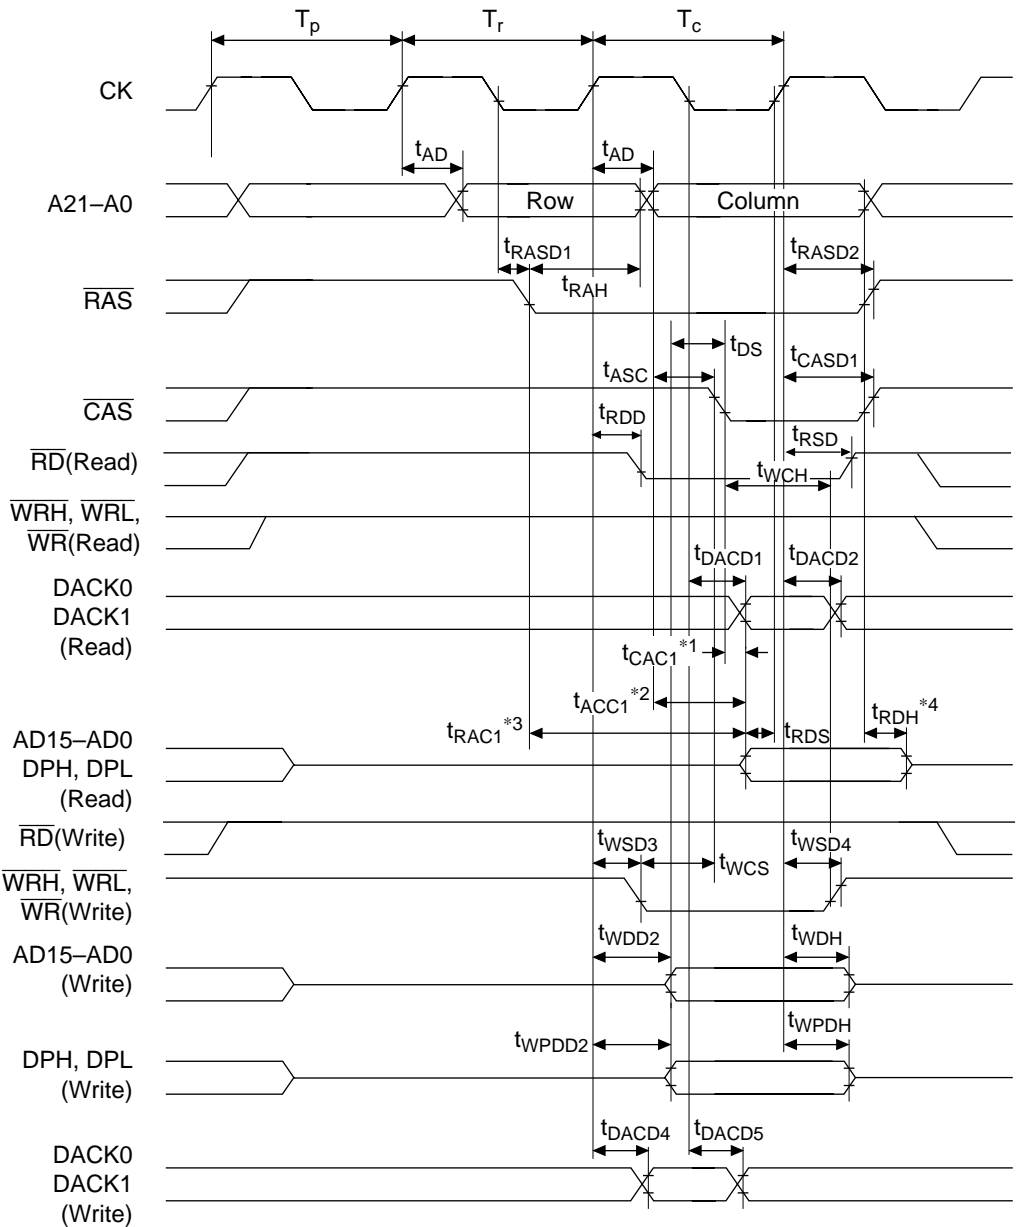 Tp Tr Tc
CK
tAD tAD
A21–A0 Row Column
tRASD1 tRASD2
RAS tRAH
tDS
tASC tCASD1
CAS
tRDD tRSD
RD(Read)
tWCH
WRH, WRL,
WR(Read)
DACK0 tDACD1 tDACD2
DACK1
(Read)
tCAC1*1
tACC1*2
tRAC1*3 tRDS tRDH*4
AD15–AD0
DPH, DPL
(Read)
RD(Write)
tWSD3 tWCS tWSD4
WRH, WRL,
WR(Write)
tWDD2 tWDH
AD15–AD0
(Write)
tWPDD2 tWPDH
DPH, DPL
(Write)
tDACD4 tDACD5
DACK0
DACK1
(Write)